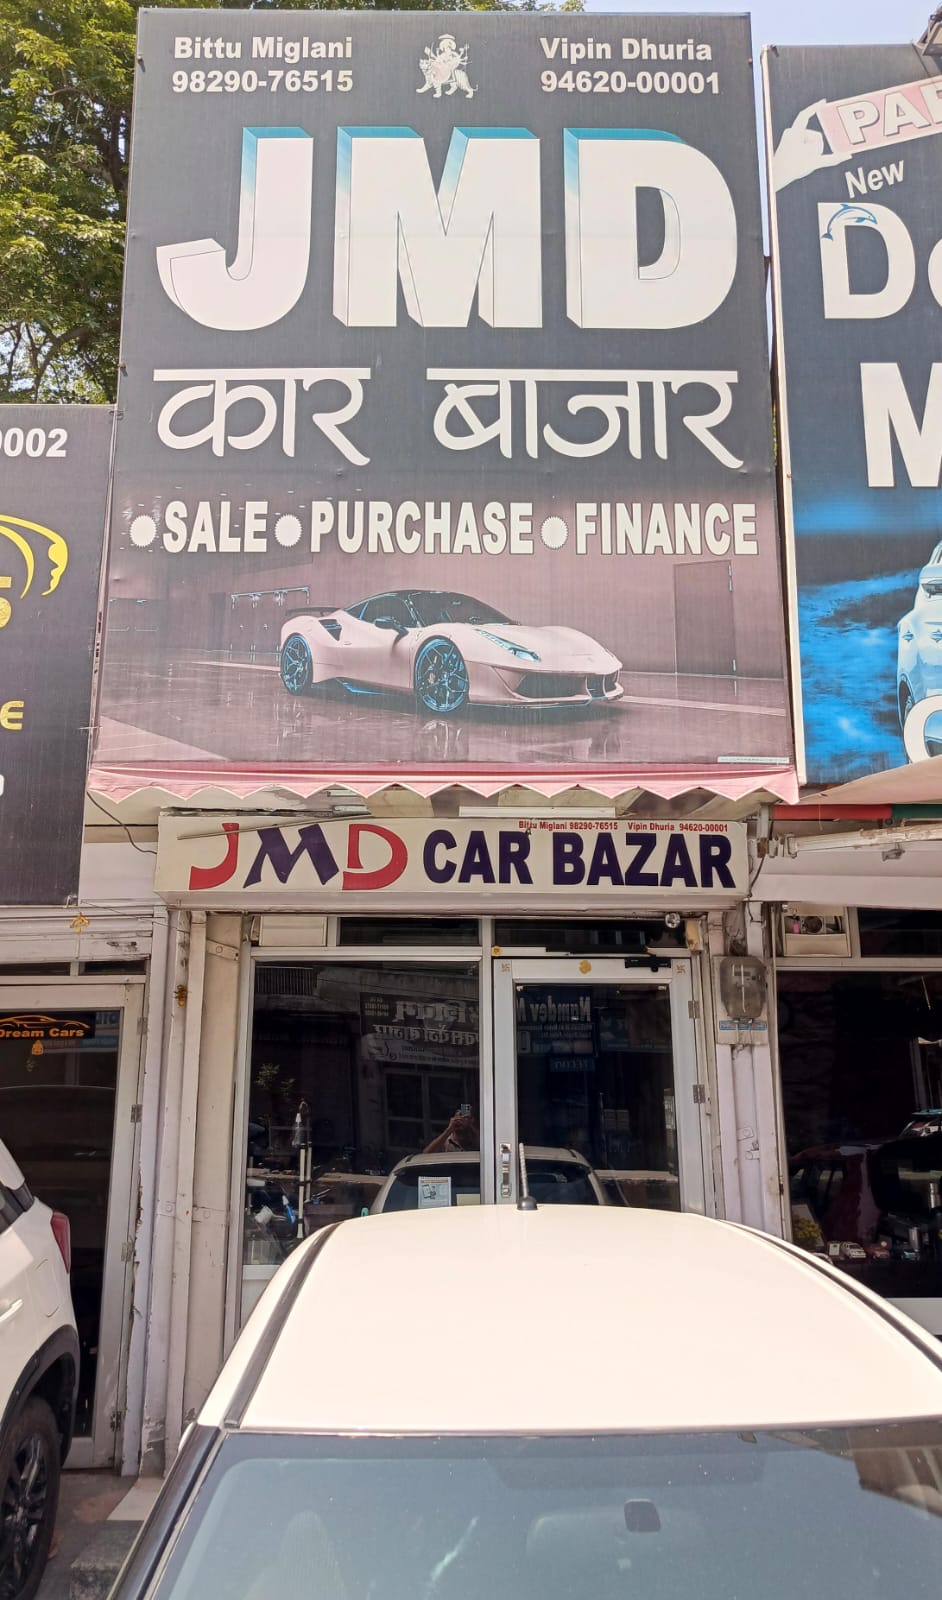 Bittu Miglani
98290-76515
Vipin Dhuria
94620-00001
JMD
कार बाजार
SALE PURCHASE FINANCE
Bittu Miglani 98290-76515 Vipin Dhuria 94620-00001
JMD CAR BAZAR
0002
E
Dream Cars
New
M
Namdev